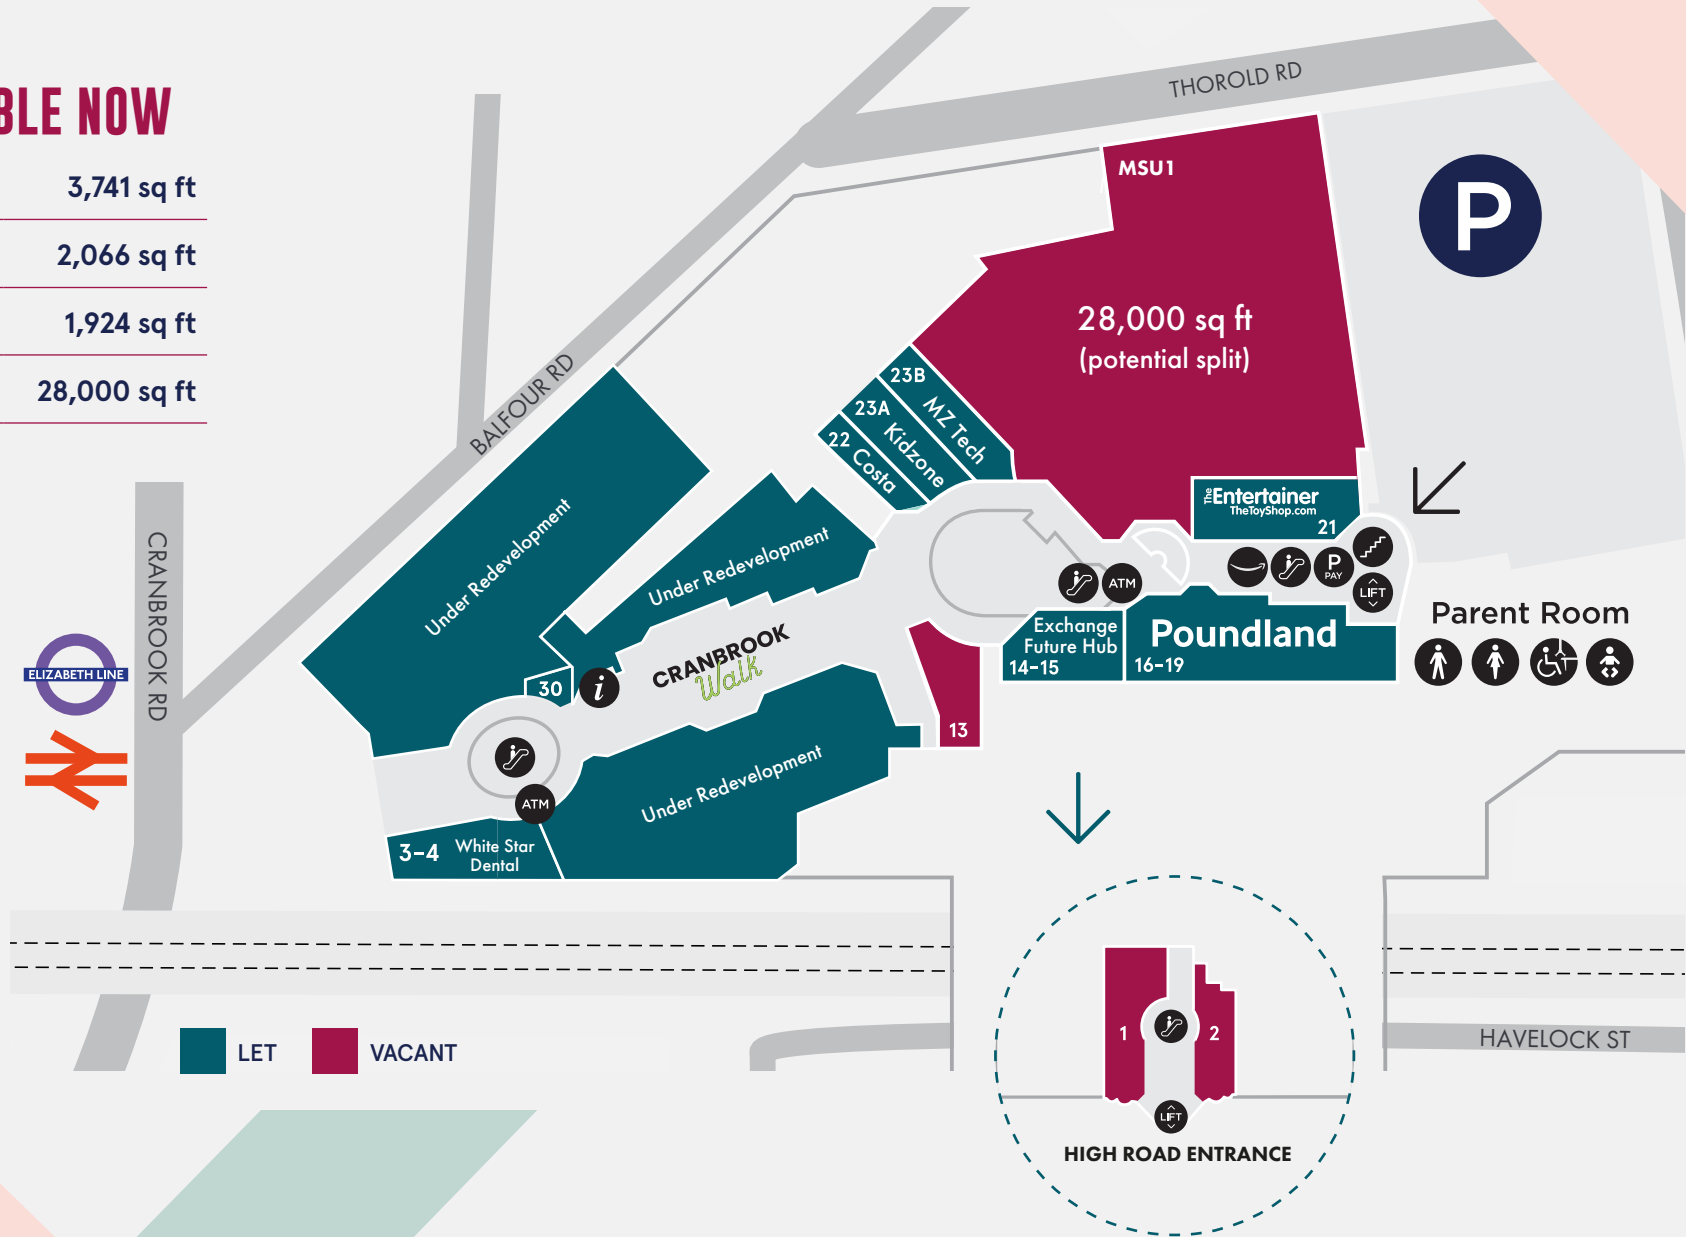 BLE NOW
3,741 sq ft
2,066 sq ft
1,924 sq ft
28,000 sq ft
THOROLD RD
BALFOUR RD
CRANBROOK RD
ELIZABETH LINE
MSU1
28,000 sq ft
(potential split)
P
23B
MZ Tech
23A
Kidzone
22
Costa
The
Entertainer
TheToyShop.com
21
Under Redevelopment
Under Redevelopment
CRANBROOK
Walk
30
i
ATM
ATM
P
PAY
LIFT
Exchange
Future Hub
14-15
Poundland
16-19
Parent Room
13
Under Redevelopment
3-4
White Star
Dental
ATM
LET
VACANT
1
2
LIFT
HIGH ROAD ENTRANCE
HAVELOCK ST